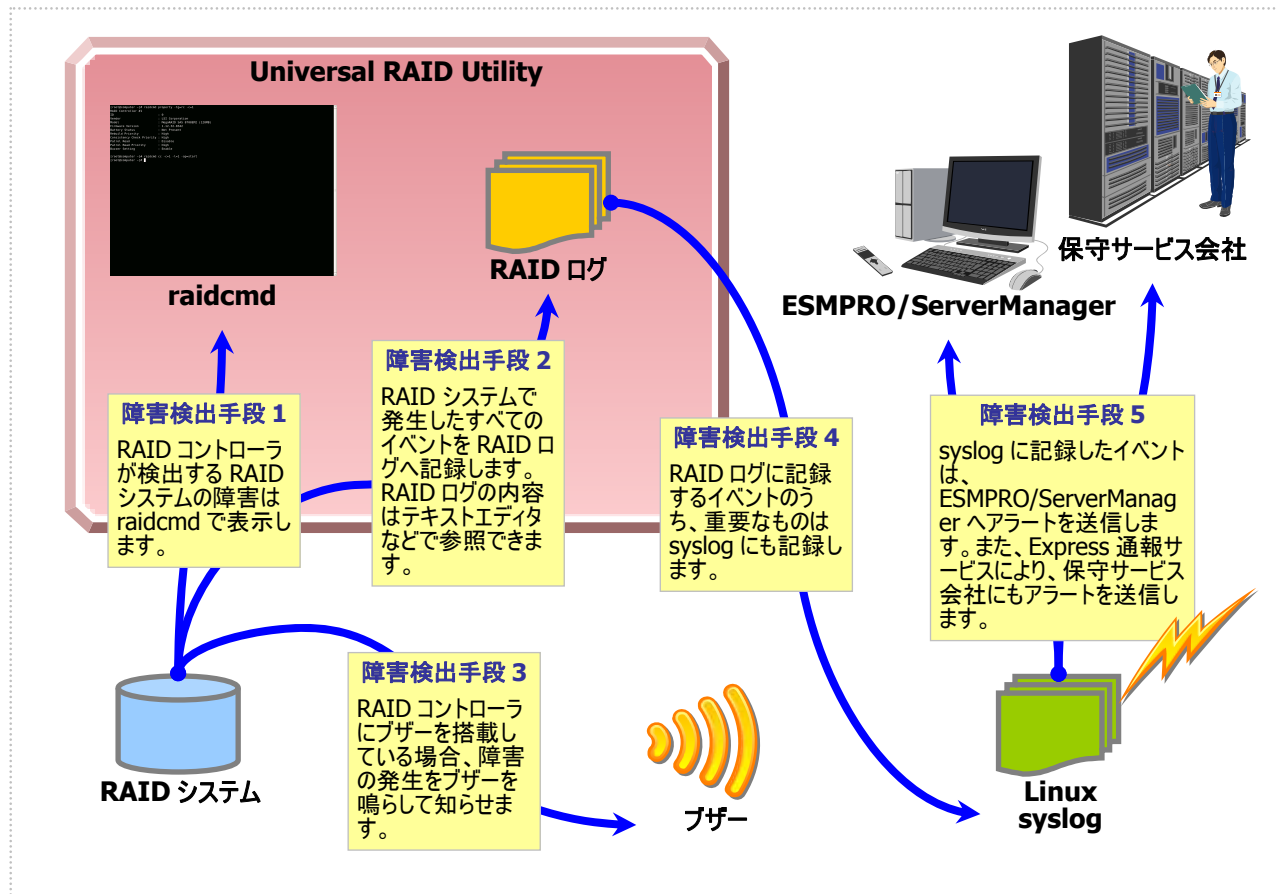 Universal RAID Utility
raidcmd
RAID ログ
ESMPRO/ServerManager
保守サービス会社
障害検出手段 1
RAID コントローラ
が検出する RAID
システムの障害は
raidcmd で表示し
ます。
障害検出手段 2
RAID システムで
発生したすべての
イベントを RAID ロ
グへ記録します。
RAID ログの内容
はテキストエディタ
などで参照できま
す。
障害検出手段 4
RAID ログに記録
するイベントのう
ち、重要なものは
syslog にも記録し
ます。
障害検出手段 5
syslog に記録したイベント
は、
ESMPRO/ServerManag
er へアラートを送信しま
す。また、Express 通報サ
ービスにより、保守サービス
会社にもアラートを送信し
ます。
障害検出手段 3
RAID コントローラ
にブザーを搭載し
ている場合、障害
の発生をブザーを
鳴らして知らせま
す。
RAID システム
ブザー
Linux
syslog